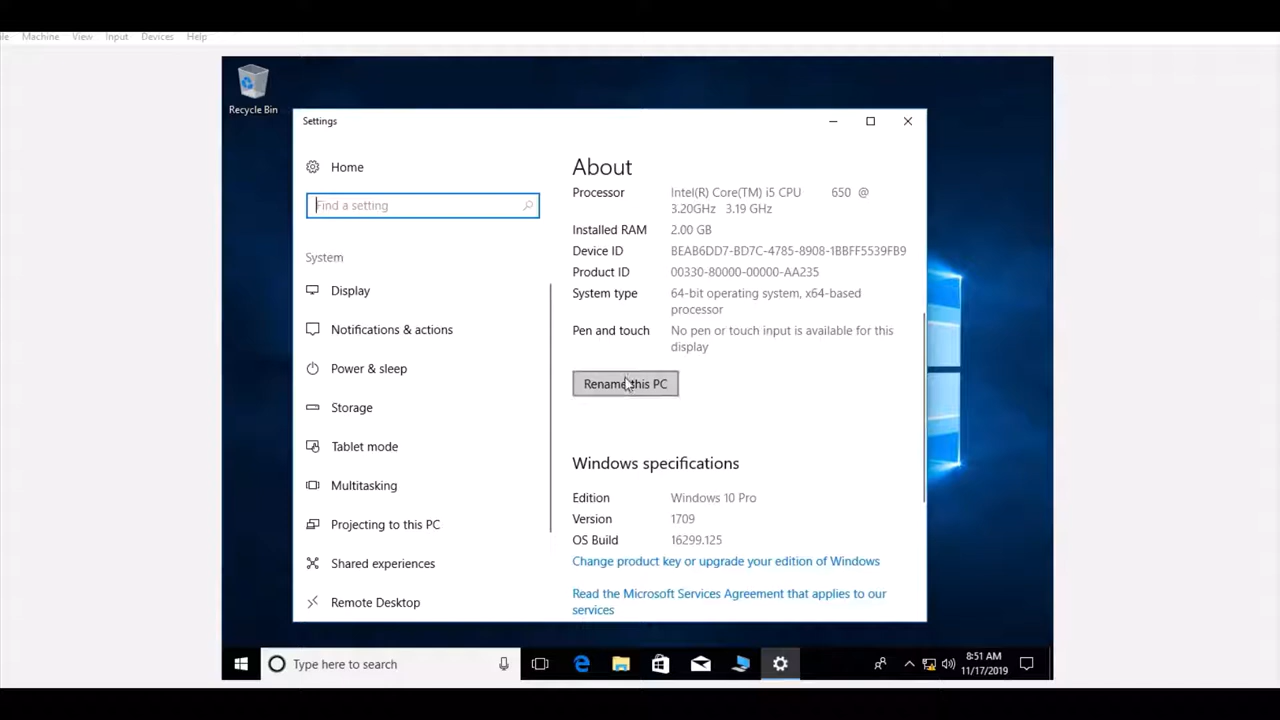 Machine View Input Devices Help
Recycle Bin
Settings
Home
Find a setting
System
Display
Notifications & actions
Power & sleep
Storage
Tablet mode
Multitasking
Projecting to this PC
Shared experiences
Remote Desktop
About
Processor Intel(R) Core(TM) i5 CPU 650 @
3.20GHz 3.19 GHz
Installed RAM 2.00 GB
Device ID BEAB6DD7-BD7C-4785-8908-1BBFF5539FB9
Product ID 00330-80000-00000-AA235
System type 64-bit operating system, x64-based
processor
Pen and touch No pen or touch input is available for this
display
Rename this PC
Windows specifications
Edition Windows 10 Pro
Version 1709
OS Build 16299.125
Change product key or upgrade your edition of Windows
Read the Microsoft Services Agreement that applies to our
services
Type here to search
8:51 AM
11/17/2019